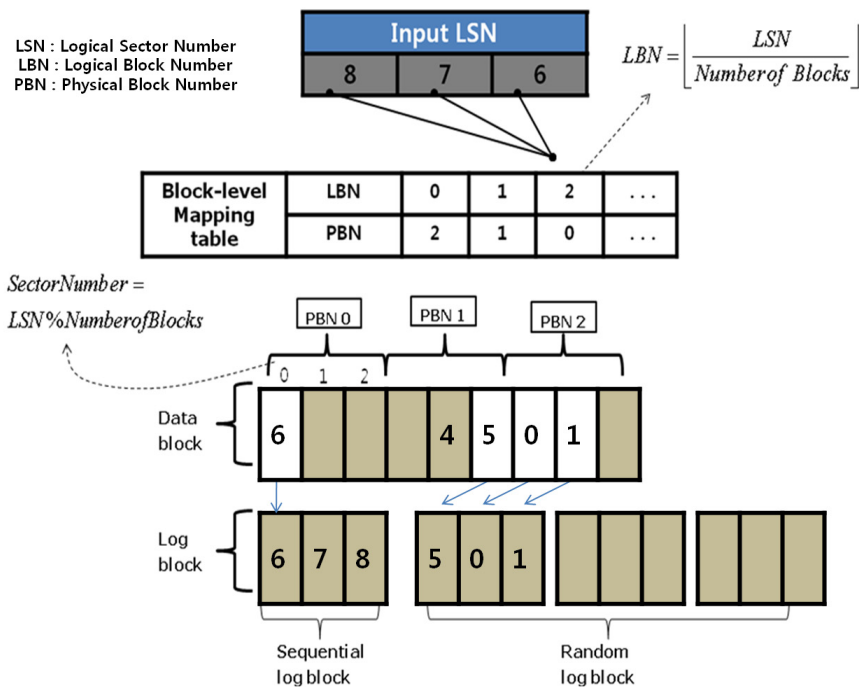 LSN : Logical Sector Number
LBN : Logical Block Number
PBN : Physical Block Number
Input LSN
8 7 6
LBN = ⌊ LSN / Numberof Blocks ⌋
Block-level Mapping table
LBN 0 1 2 ...
PBN 2 1 0 ...
SectorNumber =
LSN%NumberofBlocks
PBN 0
PBN 1
PBN 2
0 1 2
Data
block
6 4 5 0 1
Log
block
6 7 8
5 0 1
Sequential
log block
Random
log block